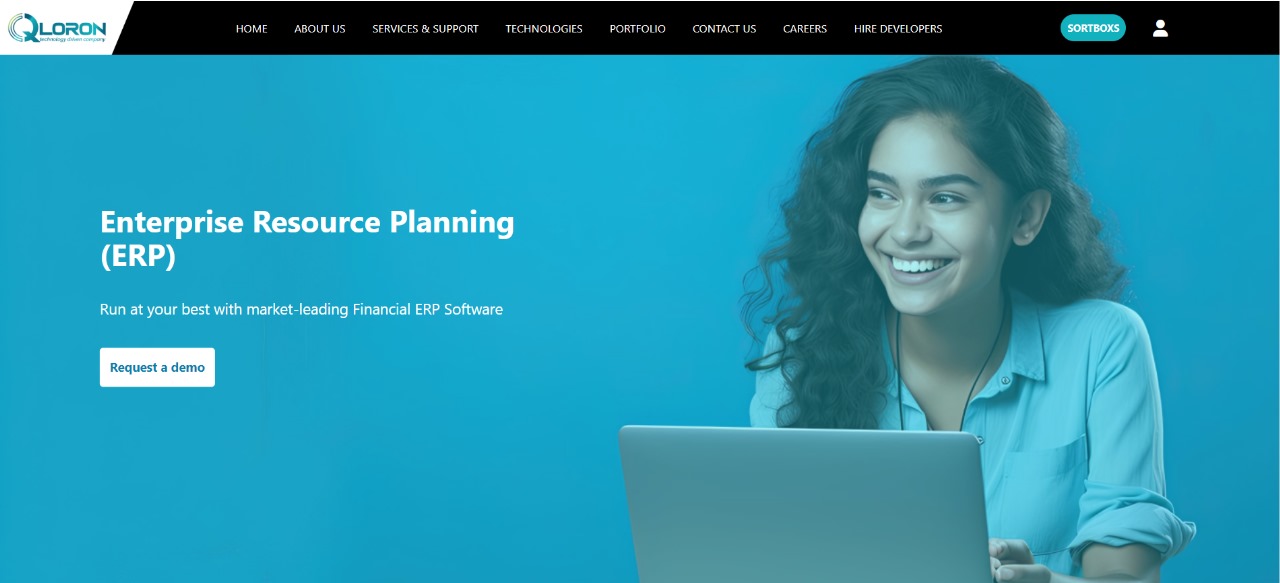 QLORON
technology driven company
HOME ABOUT US SERVICES & SUPPORT TECHNOLOGIES PORTFOLIO CONTACT US CAREERS HIRE DEVELOPERS SORTBOXS
Enterprise Resource Planning
(ERP)
Run at your best with market-leading Financial ERP Software
Request a demo